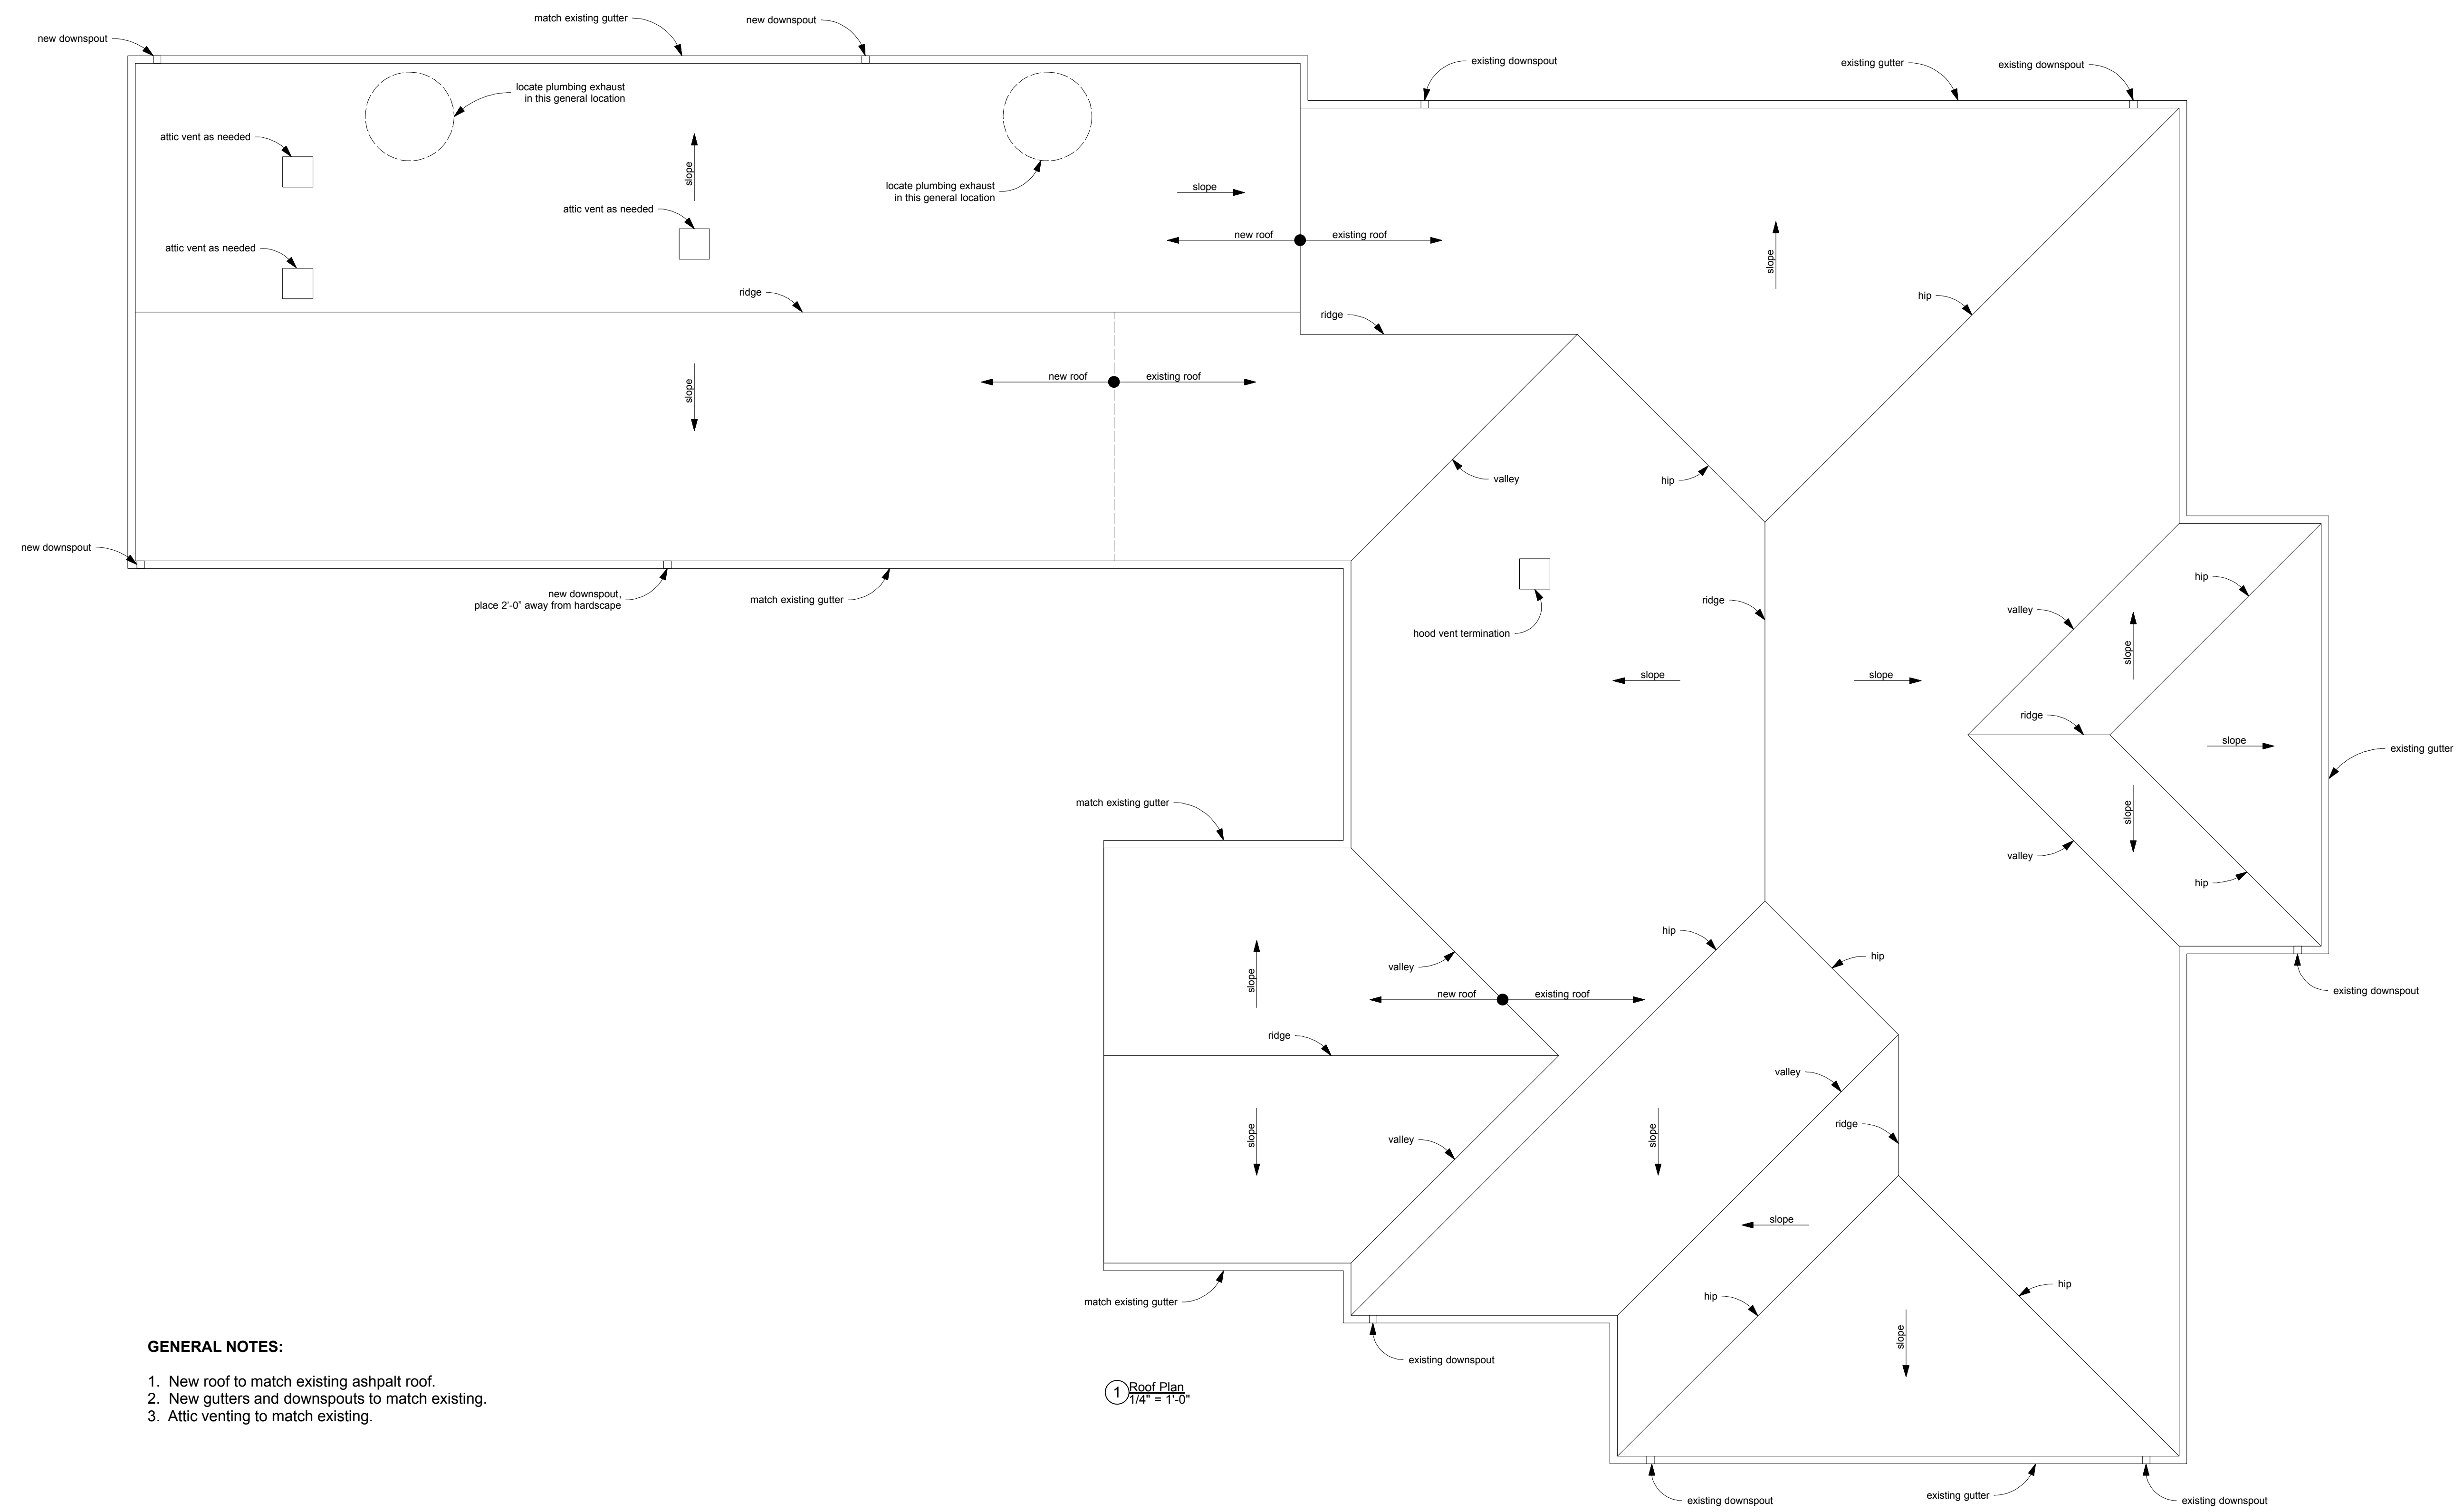 match existing gutter
new downspout
new downspout
existing downspout
existing gutter
existing downspout
locate plumbing exhaust
in this general location
attic vent as needed
slope
locate plumbing exhaust
in this general location
slope
attic vent as needed
new roof
existing roof
attic vent as needed
slope
ridge
hip
ridge
new roof
existing roof
slope
valley
hip
new downspout
new downspout,
place 2'-0" away from hardscape
match existing gutter
ridge
hip
valley
hood vent termination
slope
slope
slope
ridge
slope
existing gutter
match existing gutter
slope
valley
hip
hip
hip
valley
slope
new roof
existing roof
existing downspout
ridge
valley
ridge
slope
valley
slope
slope
hip
match existing gutter
hip
slope
existing downspout
GENERAL NOTES:
1. New roof to match existing ashpalt roof.
2. New gutters and downspouts to match existing.
3. Attic venting to match existing.
1 Roof Plan
1/4" = 1'-0"
existing downspout
existing gutter
existing downspout